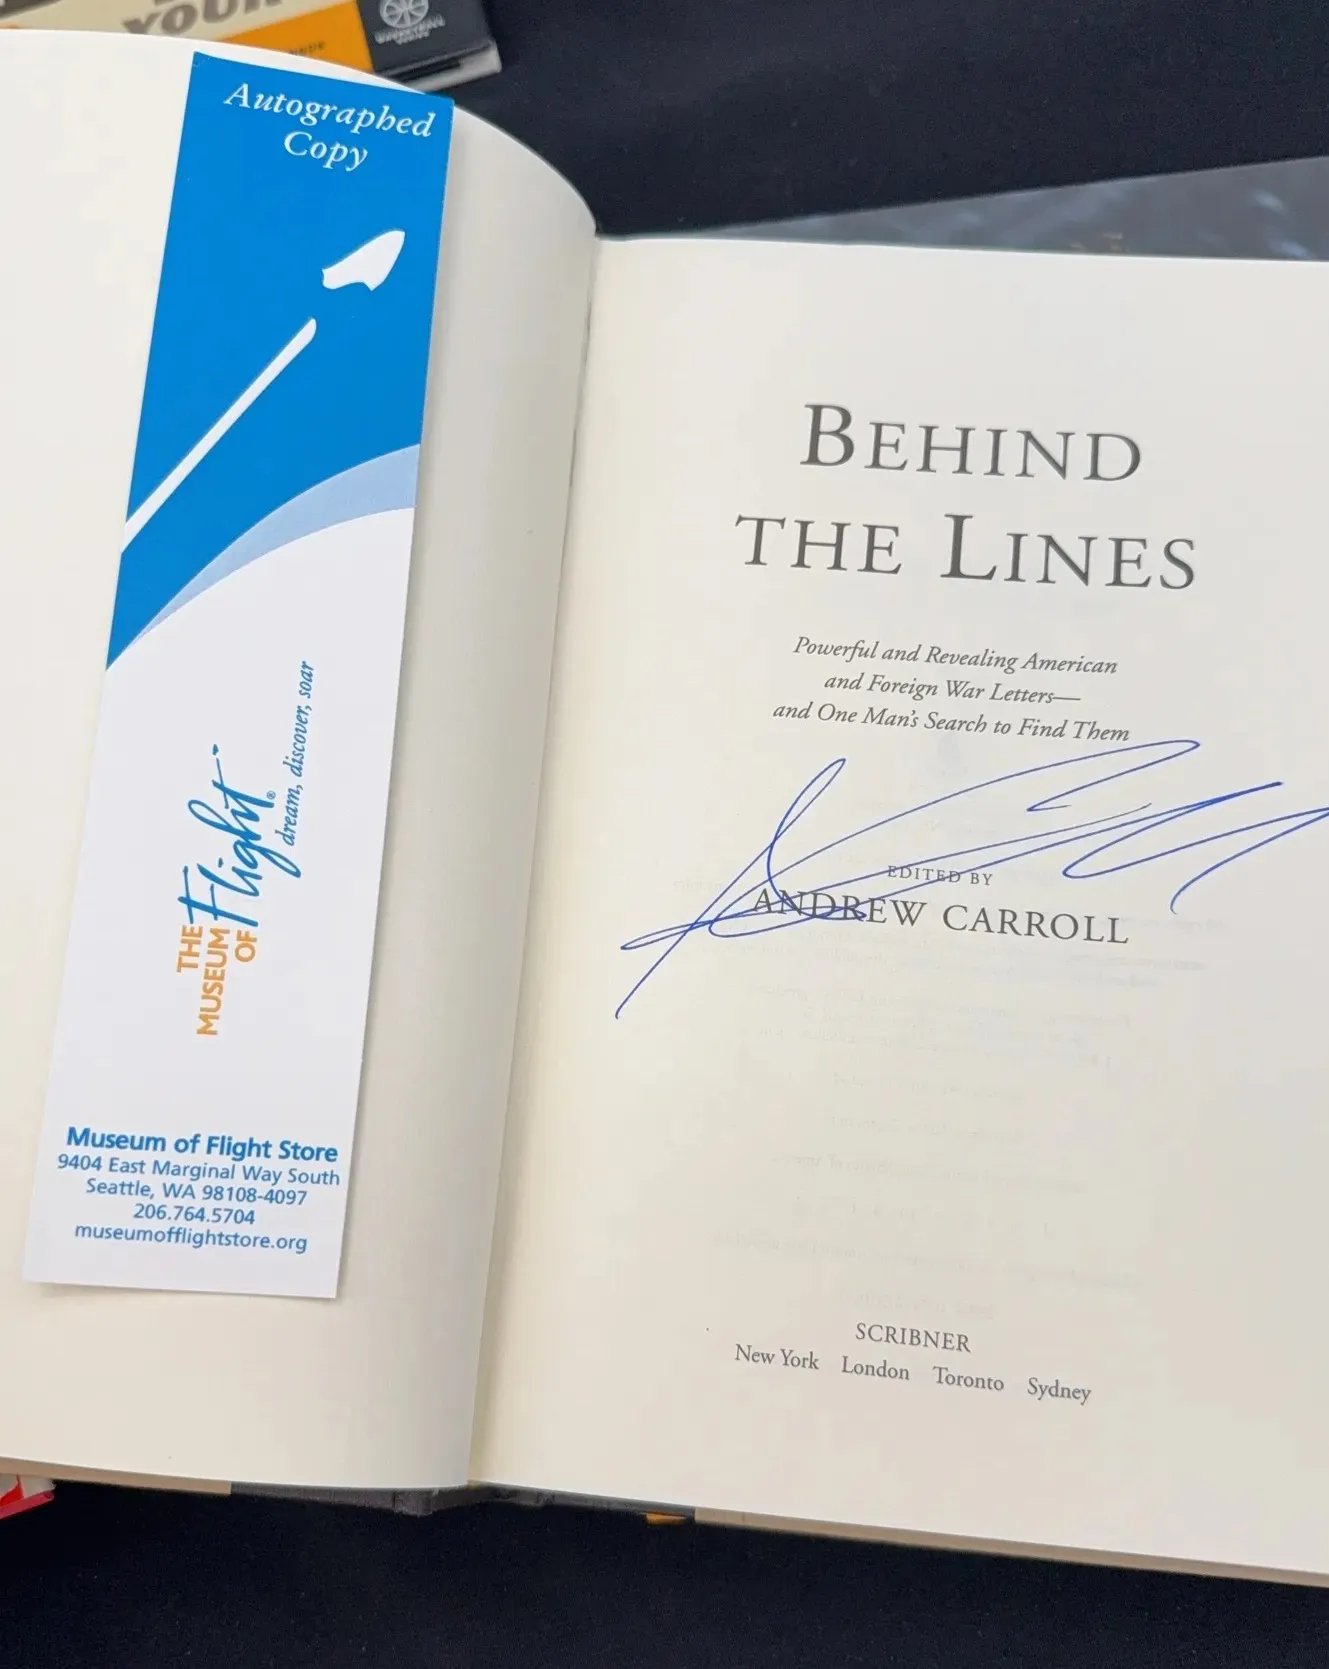 YOUR
Autographed
Copy
THE
MUSEUM
OF Flight®
dream, discover, soar
Museum of Flight Store
9404 East Marginal Way South
Seattle, WA 98108-4097
206.764.5704
museumofflightstore.org
BEHIND
THE LINES
Powerful and Revealing American
and Foreign War Letters—
and One Man's Search to Find Them
EDITED BY
ANDREW CARROLL
SCRIBNER
New York London Toronto Sydney